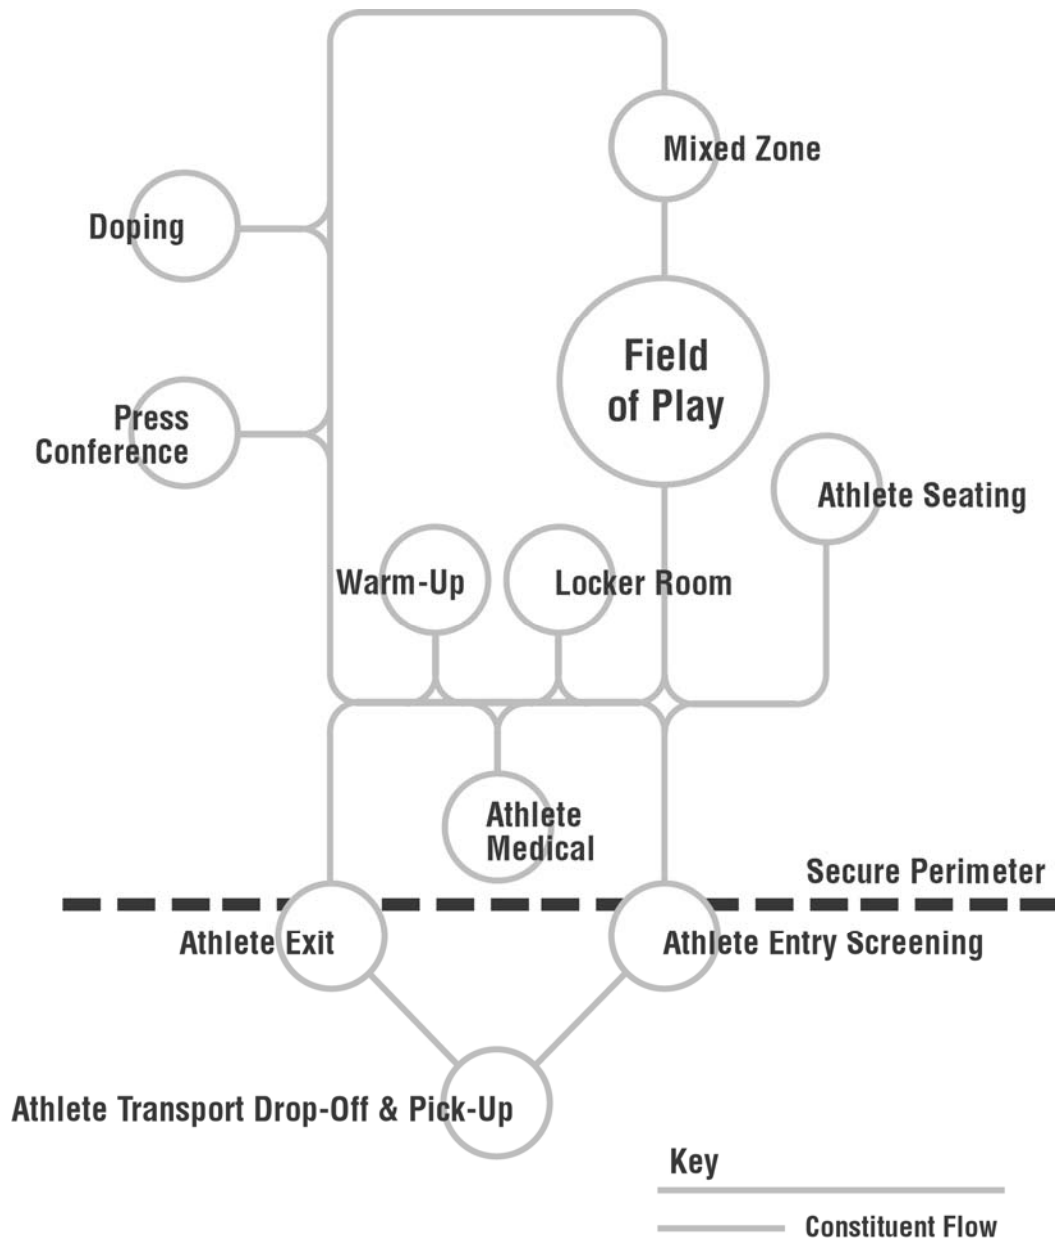 Mixed Zone
Doping
Field
of Play
Press
Conference
Athlete Seating
Warm-Up
Locker Room
Athlete
Medical
Secure Perimeter
Athlete Exit
Athlete Entry Screening
Athlete Transport Drop-Off & Pick-Up
Key
Constituent Flow